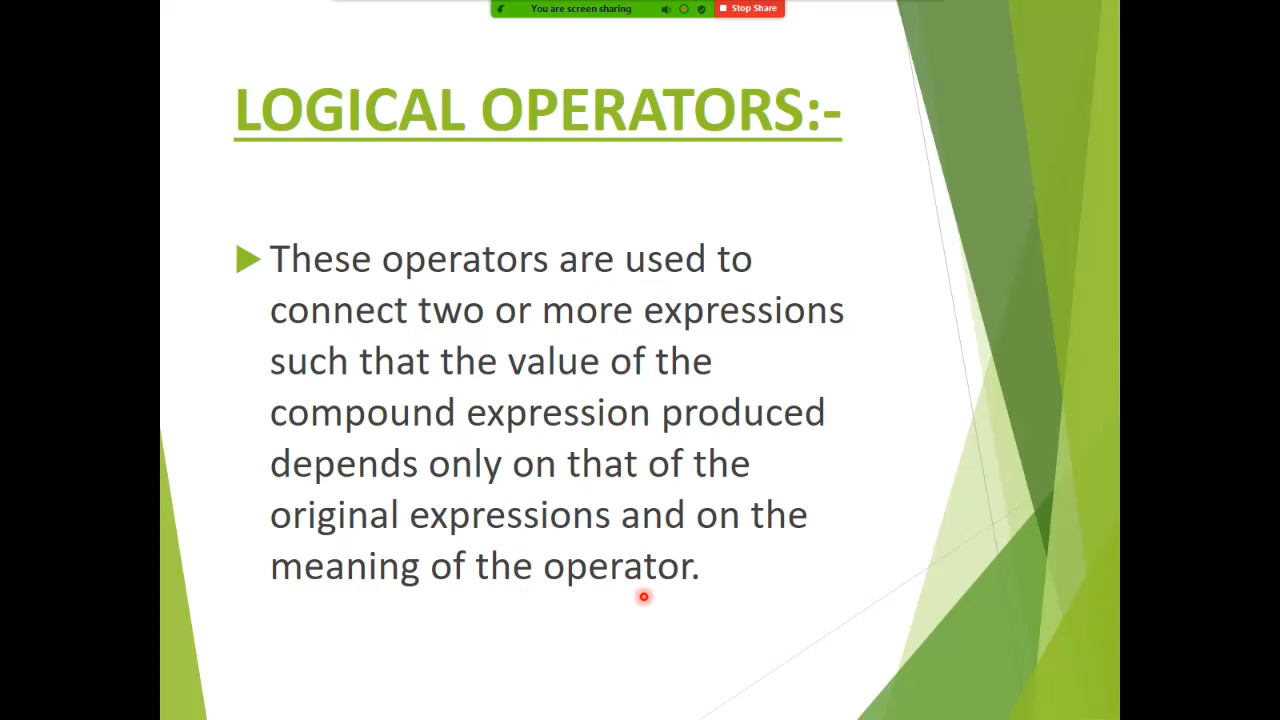 You are screen sharing
Stop Share
LOGICAL OPERATORS:-
These operators are used to
connect two or more expressions
such that the value of the
compound expression produced
depends only on that of the
original expressions and on the
meaning of the operator.